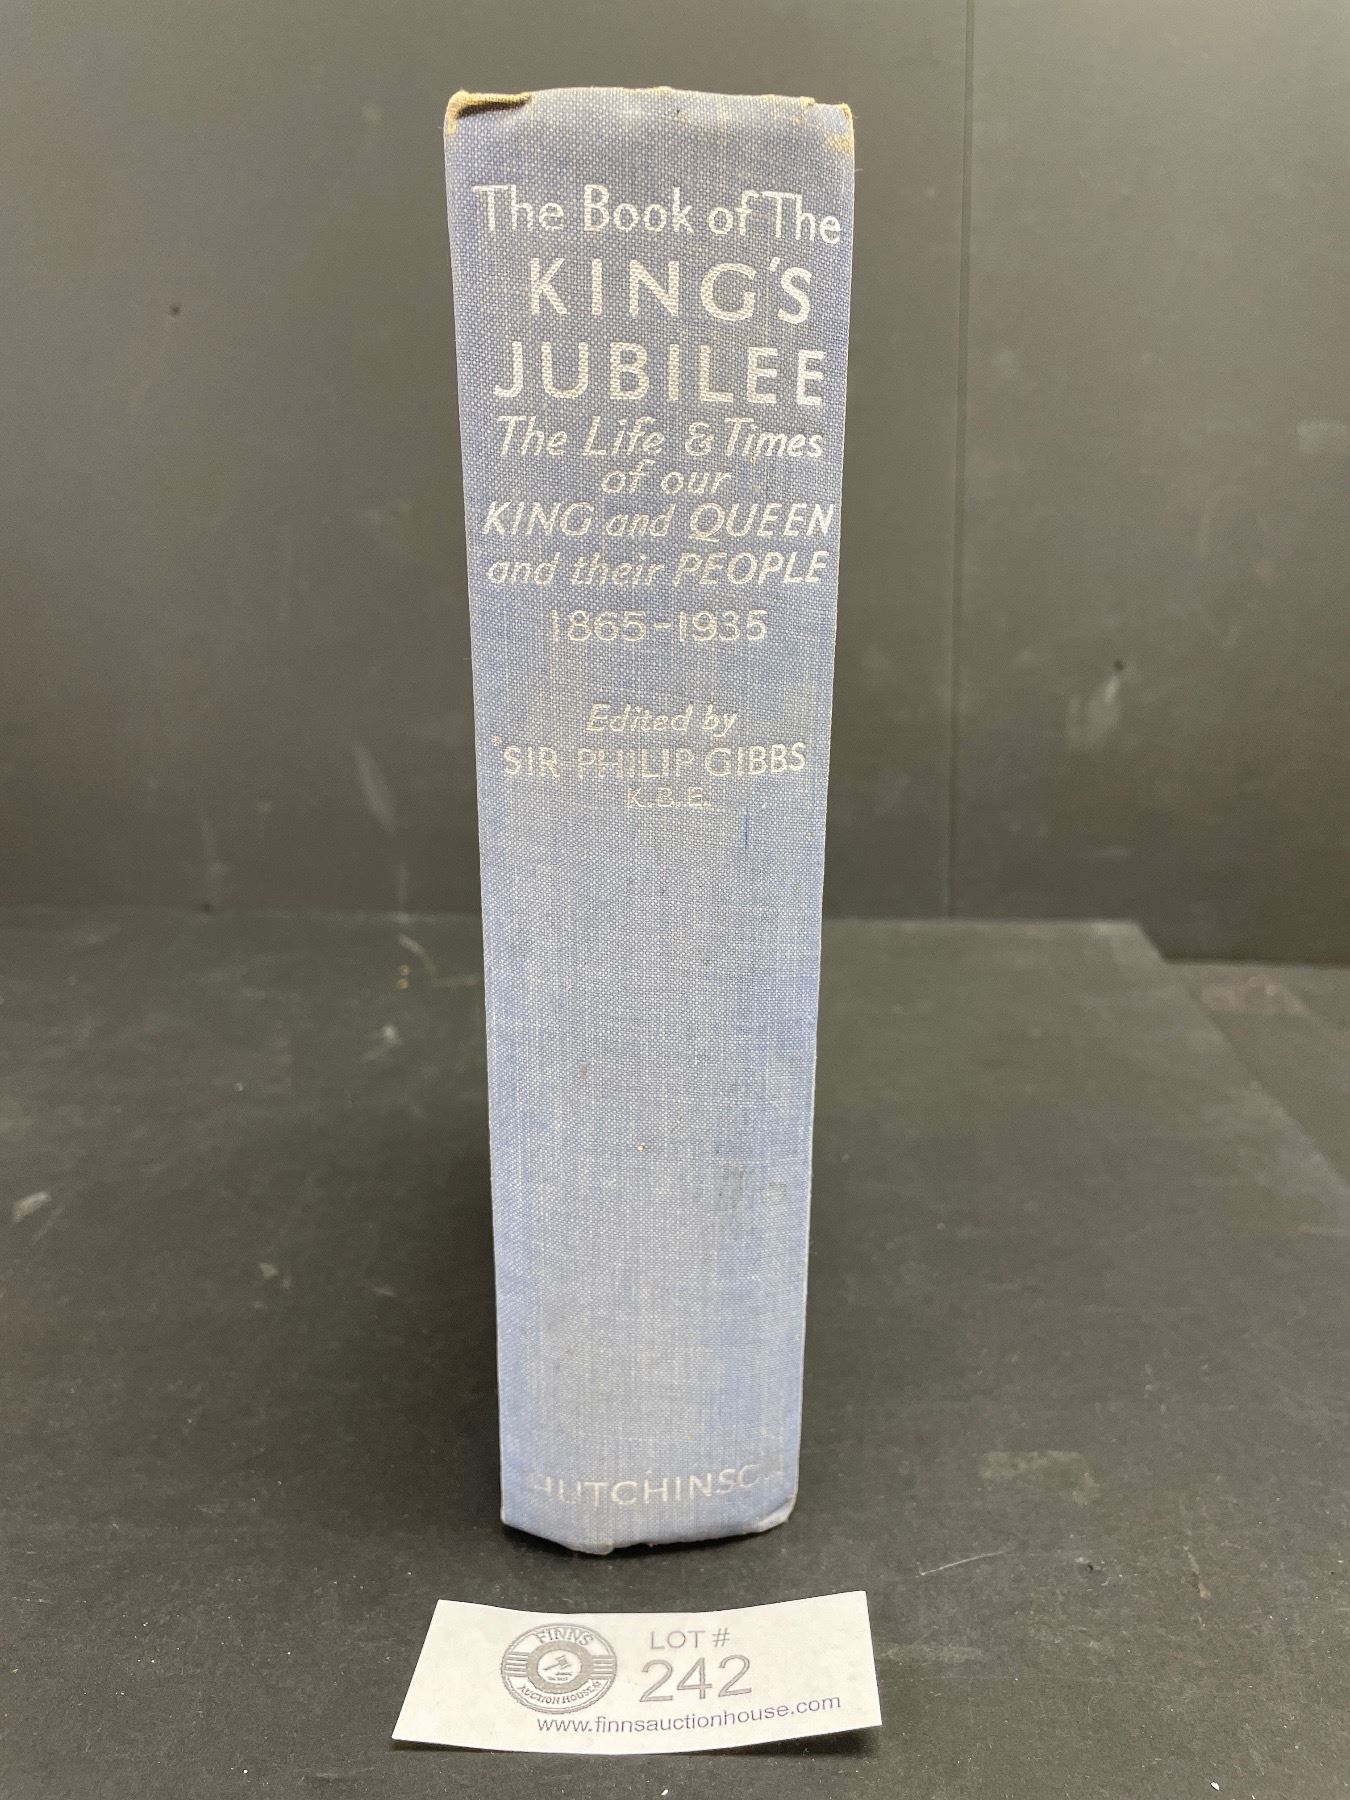 The Book of The
KING'S
JUBILEE
The Life & Times
of our
KING and QUEEN
and their PEOPLE
1865-1935
Edited by
SIR PHILIP GIBBS
K.B.E.
HUTCHINSON
FINNS
AUCTION HOUSE
LOT #
242
www.finnsauctionhouse.com